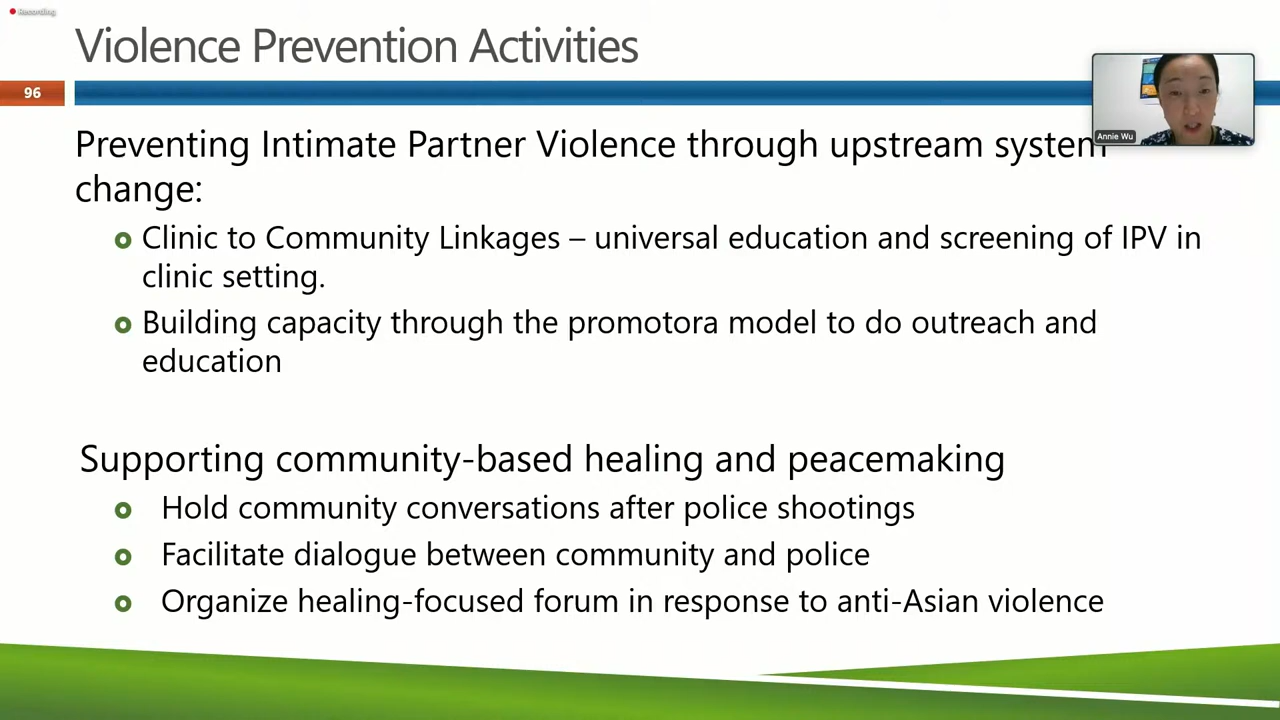 Recording
Violence Prevention Activities
96
Annie Wu
Preventing Intimate Partner Violence through upstream system
change:
Clinic to Community Linkages – universal education and screening of IPV in
clinic setting.
Building capacity through the promotora model to do outreach and
education
Supporting community-based healing and peacemaking
Hold community conversations after police shootings
Facilitate dialogue between community and police
Organize healing-focused forum in response to anti-Asian violence